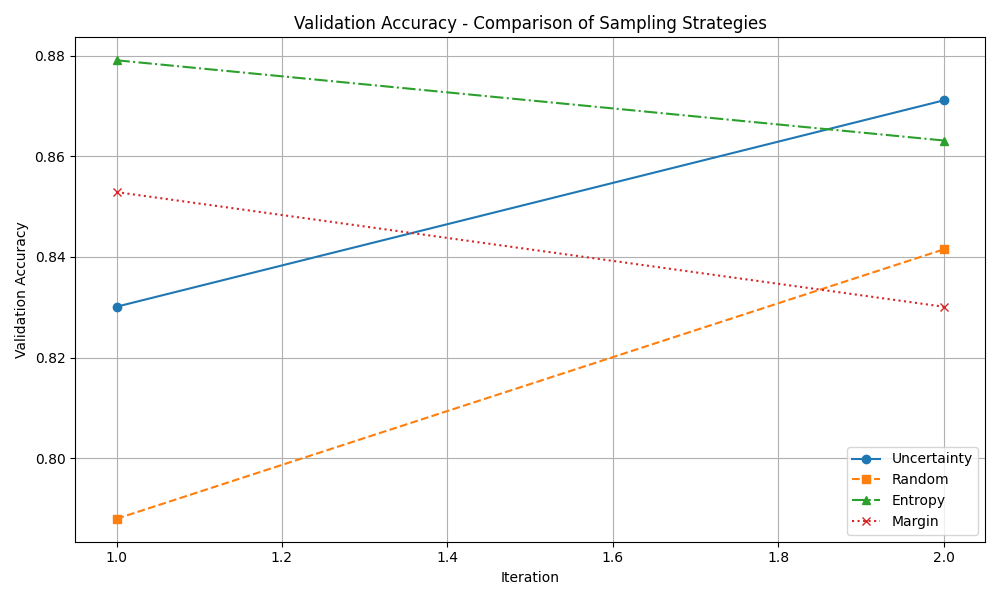 Validation Accuracy - Comparison of Sampling Strategies
Validation Accuracy
0.88
0.86
0.84
0.82
0.80
1.0
1.2
1.4
1.6
1.8
2.0
Iteration
Uncertainty
Random
Entropy
Margin